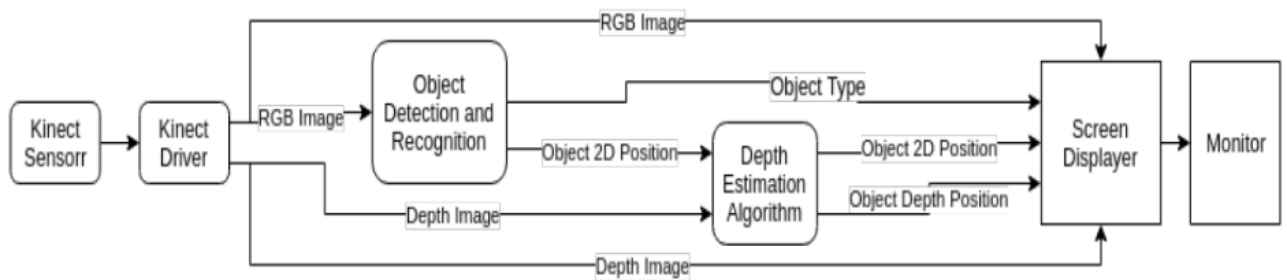 RGB Image
Object
Detection and
Recognition
Object Type
Kinect
Sensorr
Kinect
Driver
RGB Image
Object 2D Position
Depth
Estimation
Algorithm
Object 2D Position
Object Depth Position
Screen
Displayer
Monitor
Depth Image
Depth Image